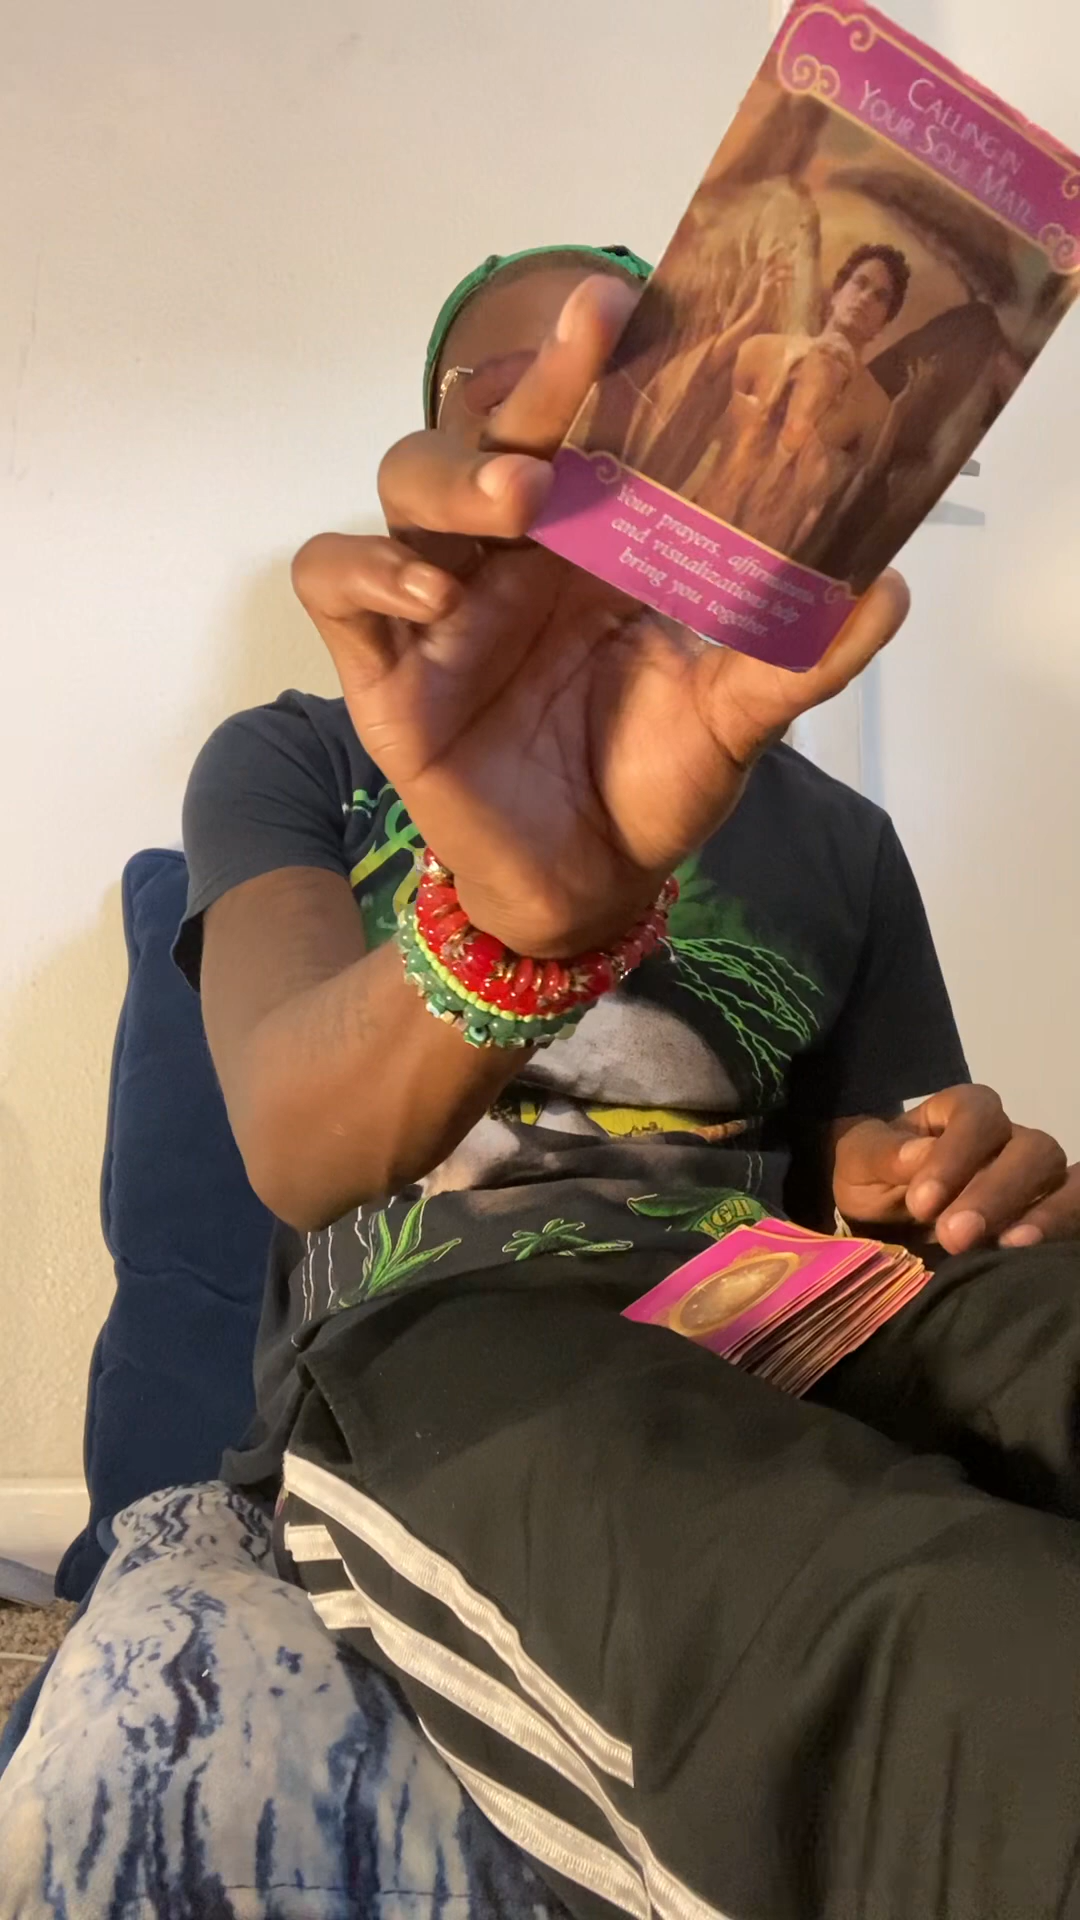 CALLING IN
YOUR SOUL MATE
Your prayers, affirmations,
and visualizations help
bring you together.